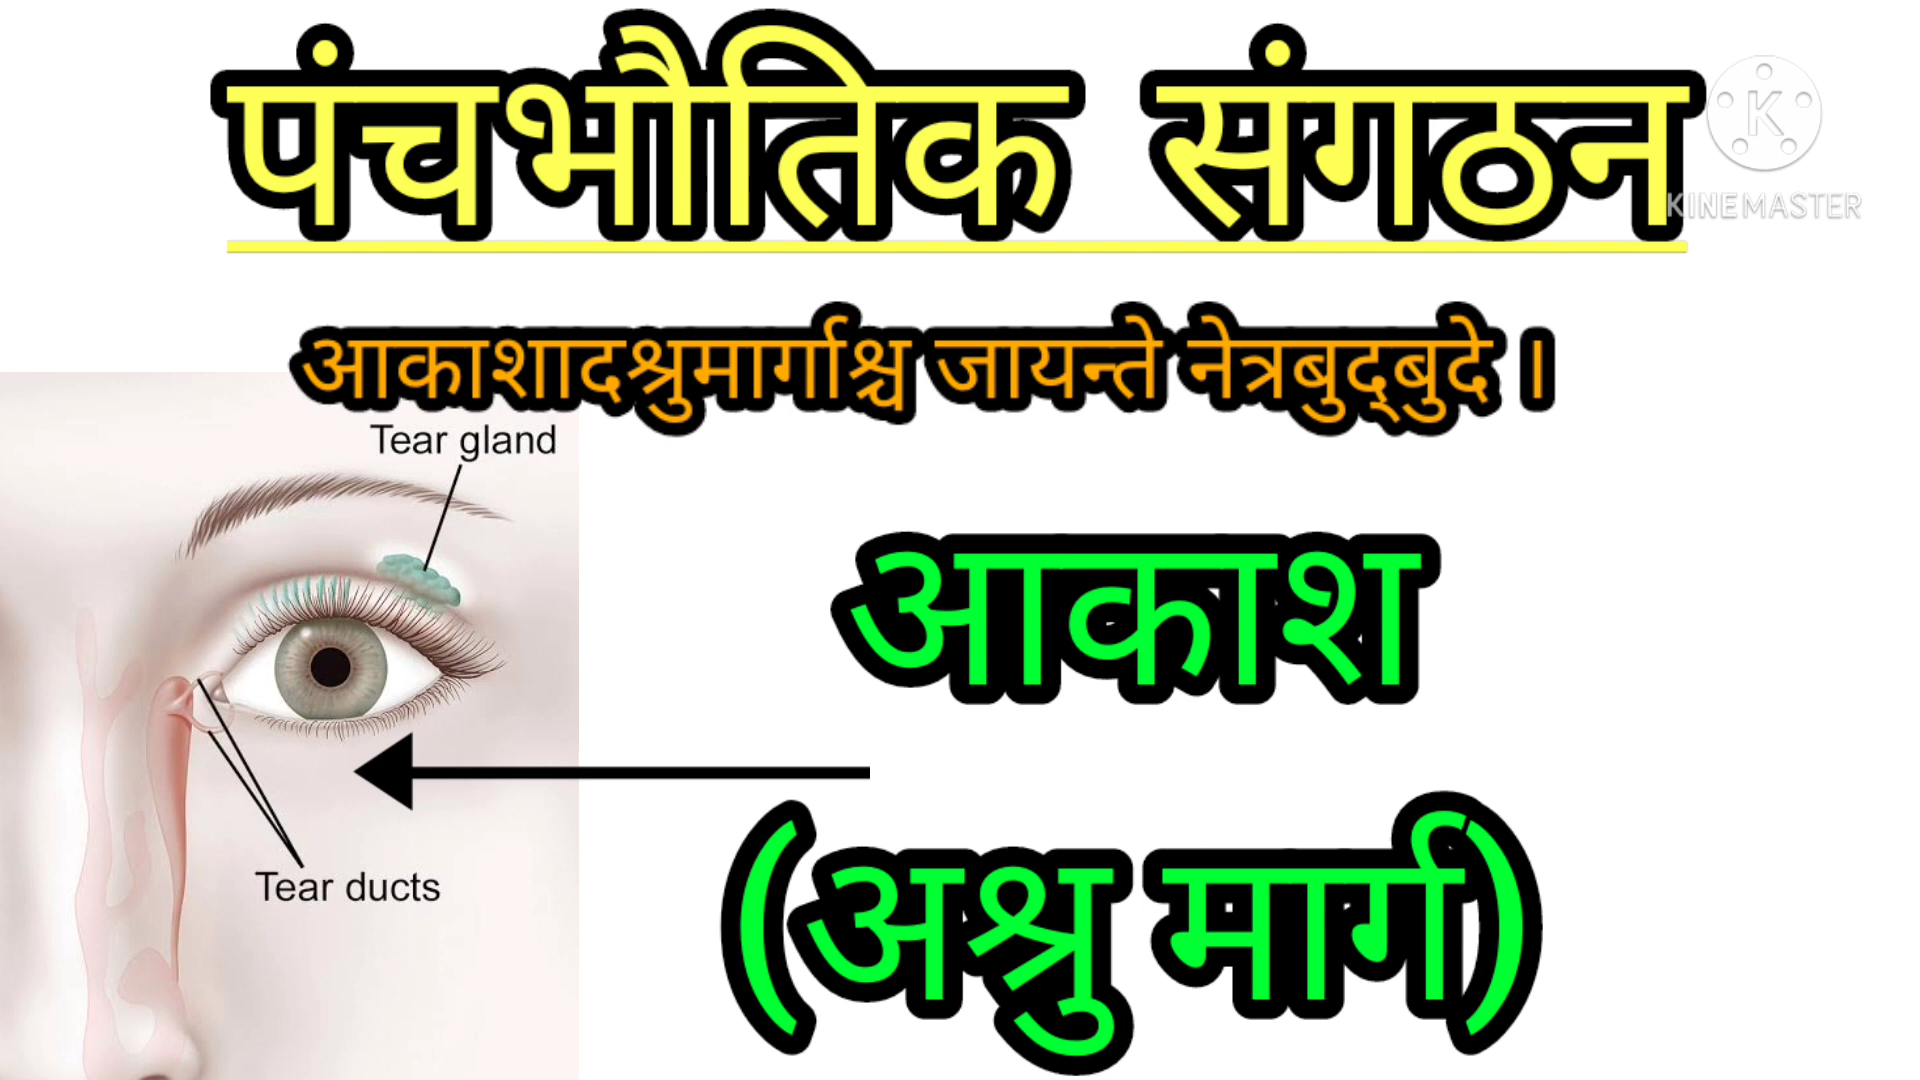 पंचभौतिक संगठन
KINEMASTER
आकाशादश्रुमार्गाश्च जायन्ते नेत्रबुद्‌बुदे ।
Tear gland
आकाश
Tear ducts
(अश्रु मार्ग)